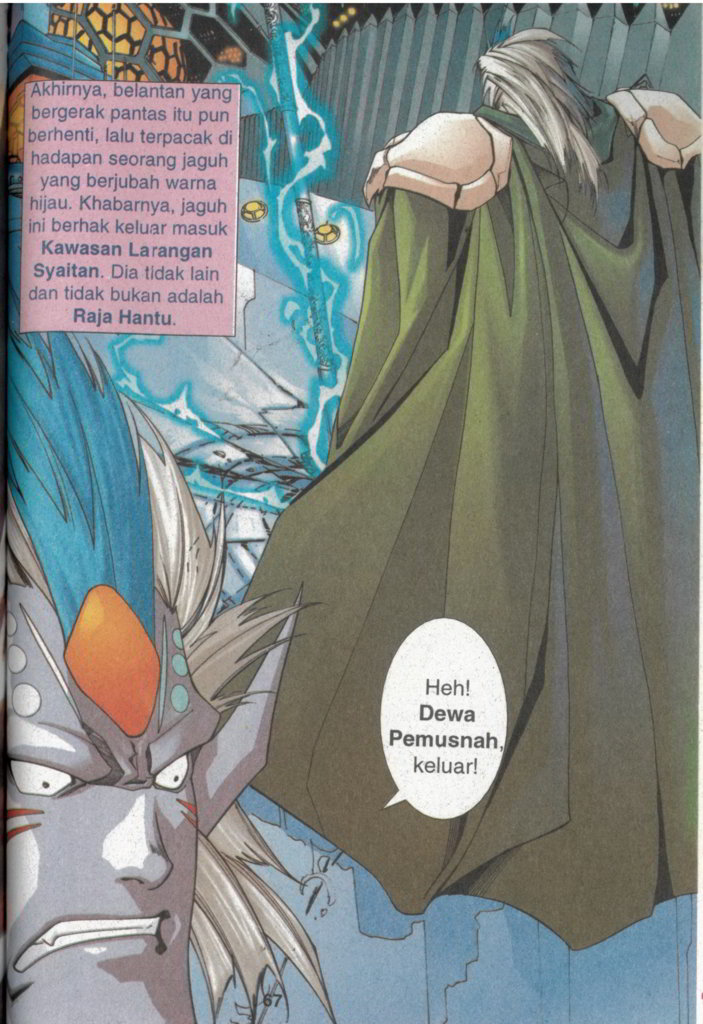 Akhirnya, belantan yang
bergerak pantas itu pun
berhenti, lalu terpacak di
hadapan seorang jaguh
yang berjubah warna
hijau. Khabarnya, jaguh
ini berhak keluar masuk
Kawasan Larangan
Syaitan. Dia tidak lain
dan tidak bukan adalah
Raja Hantu.
Heh!
Dewa
Pemusnah,
keluar!
67